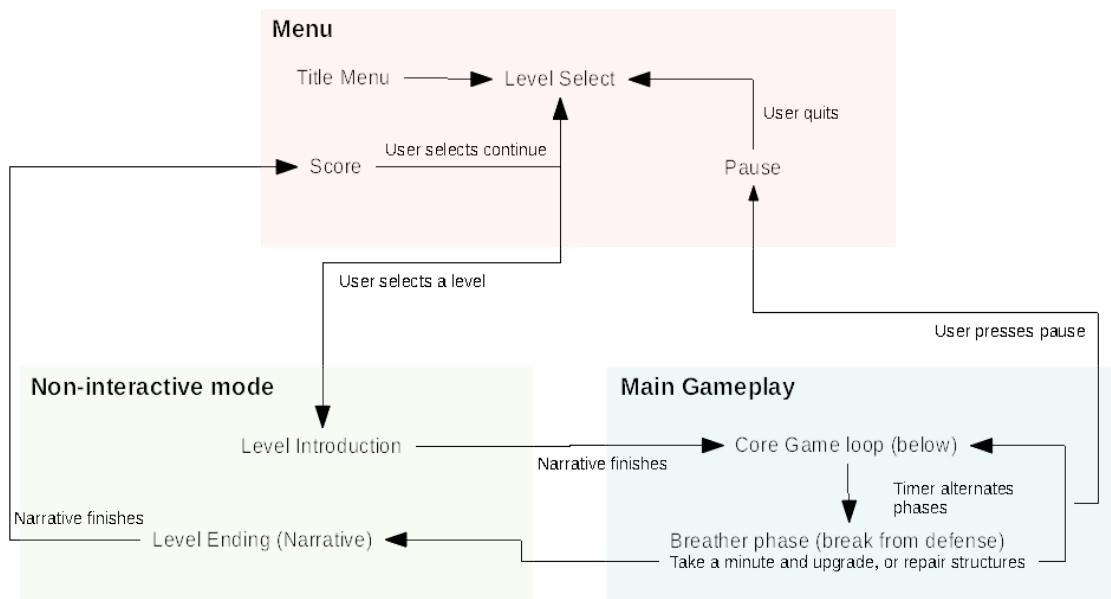 Menu
Title Menu
Level Select
User quits
User selects continue
Score
Pause
User selects a level
User presses pause
Non-interactive mode
Main Gameplay
Level Introduction
Core Game loop (below)
Narrative finishes
Timer alternates
phases
Narrative finishes
Level Ending (Narrative)
Breather phase (break from defense)
Take a minute and upgrade, or repair structures